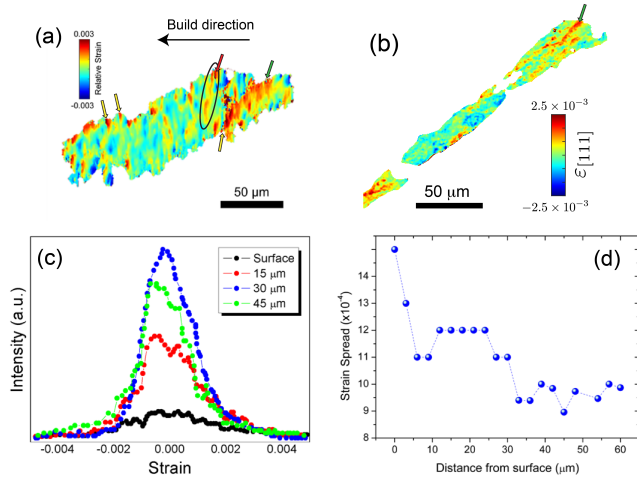 (a)
Build direction
0.003
Relative Strain
-0.003
50 μm
(b)
2.5 × 10⁻³
ε[111]
−2.5 × 10⁻³
50 μm
(c)
Surface
15 μm
30 μm
45 μm
Intensity (a.u.)
-0.004
-0.002
0.000
0.002
0.004
Strain
(d)
Strain Spread (x10⁻⁴)
15
14
13
12
11
10
9
8
0
10
20
30
40
50
60
Distance from surface (μm)